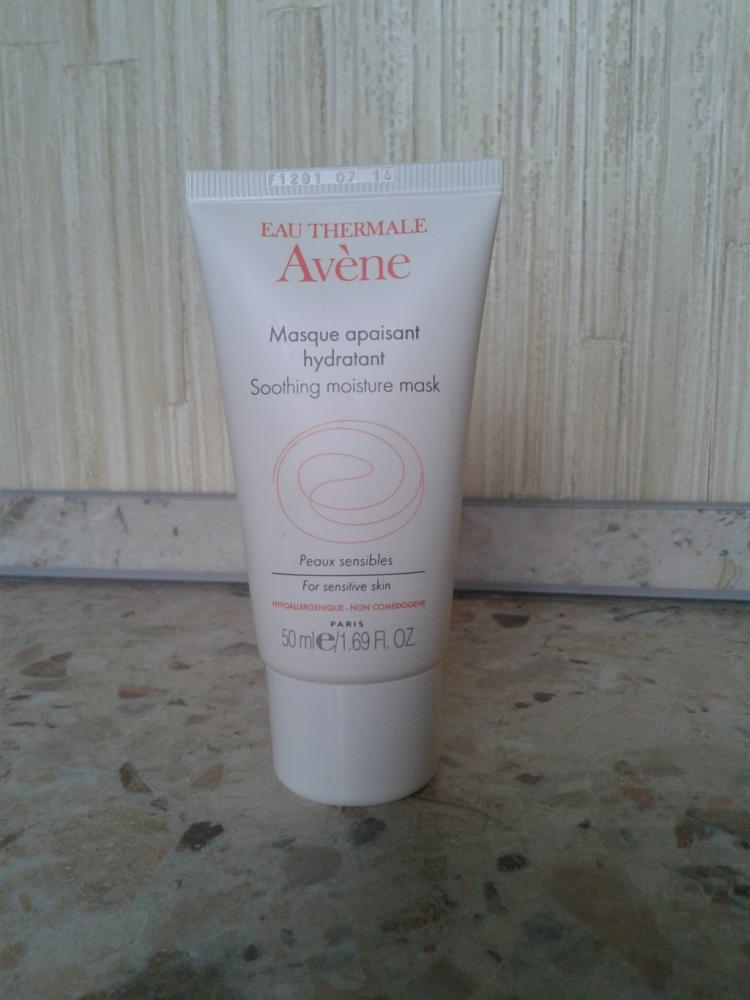 F1291 07 14
EAU THERMALE
Avène
Masque apaisant
hydratant
Soothing moisture mask
Peaux sensibles
For sensitive skin
HYPOALLERGENIQUE - NON COMEDOGENE
PARIS
50 ml e/1.69 Fl. OZ.